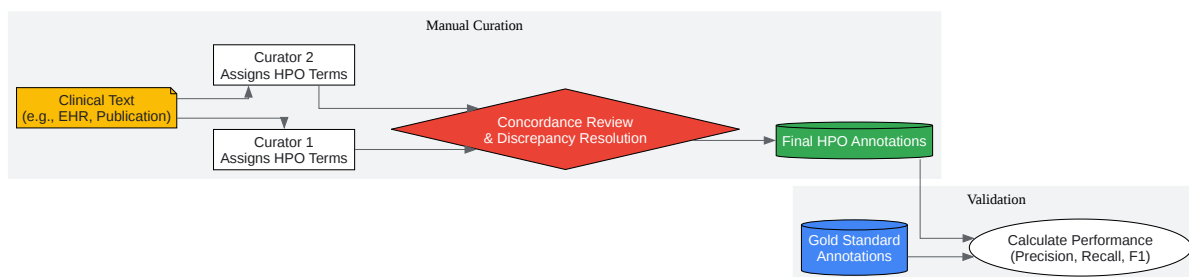 Manual Curation
Curator 2
Assigns HPO Terms
Clinical Text
(e.g., EHR, Publication)
Curator 1
Assigns HPO Terms
Concordance Review
& Discrepancy Resolution
Final HPO Annotations
Validation
Gold Standard
Annotations
Calculate Performance
(Precision, Recall, F1)